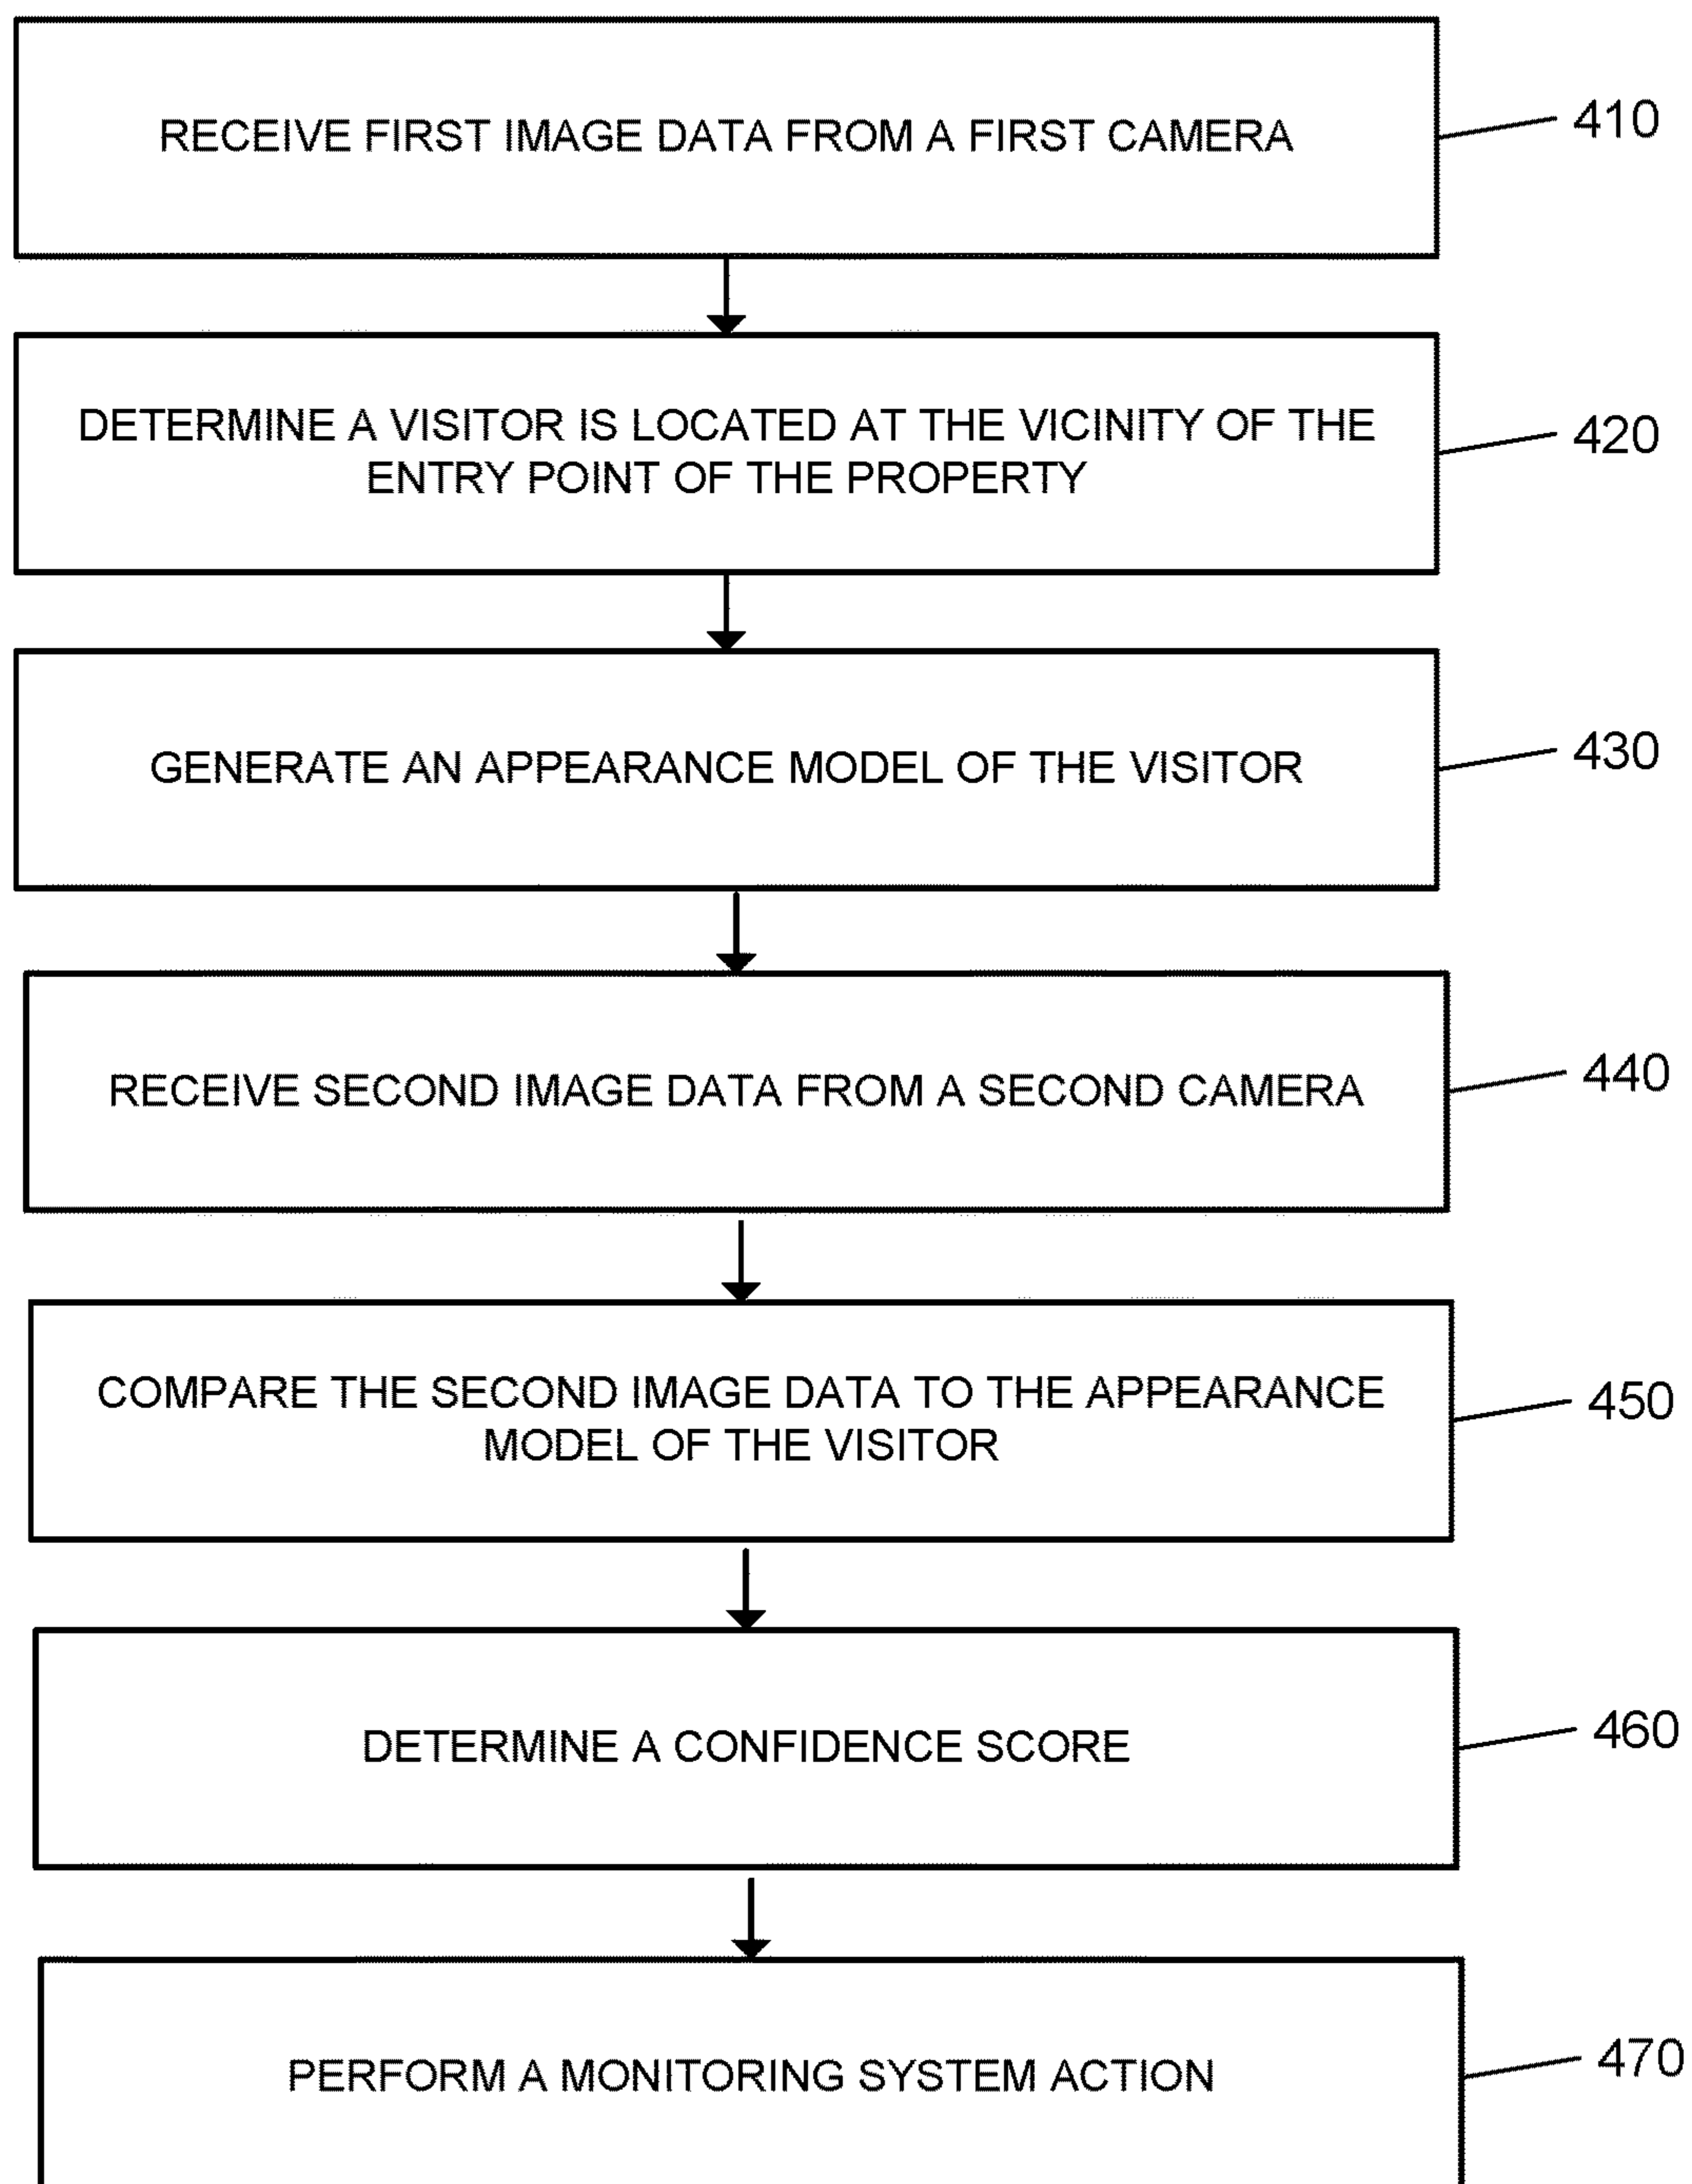 RECEIVE FIRST IMAGE DATA FROM A FIRST CAMERA
410
DETERMINE A VISITOR IS LOCATED AT THE VICINITY OF THE
ENTRY POINT OF THE PROPERTY
420
GENERATE AN APPEARANCE MODEL OF THE VISITOR
430
RECEIVE SECOND IMAGE DATA FROM A SECOND CAMERA
440
COMPARE THE SECOND IMAGE DATA TO THE APPEARANCE
MODEL OF THE VISITOR
450
DETERMINE A CONFIDENCE SCORE
460
PERFORM A MONITORING SYSTEM ACTION
470